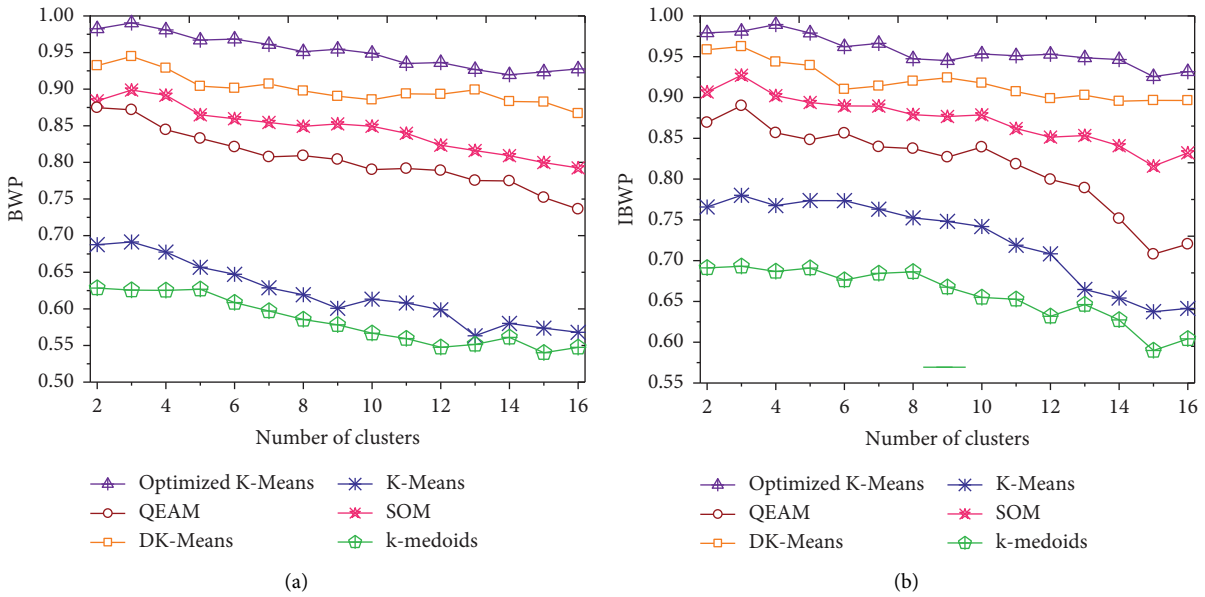 1.00
0.95
0.90
0.85
0.80
0.75
0.70
0.65
0.60
0.55
0.50
BWP
2 4 6 8 10 12 14 16
Number of clusters
Optimized K-Means K-Means
QEAM SOM
DK-Means k-medoids
(a)
1.00
0.95
0.90
0.85
0.80
0.75
0.70
0.65
0.60
0.55
IBWP
2 4 6 8 10 12 14 16
Number of clusters
Optimized K-Means K-Means
QEAM SOM
DK-Means k-medoids
(b)